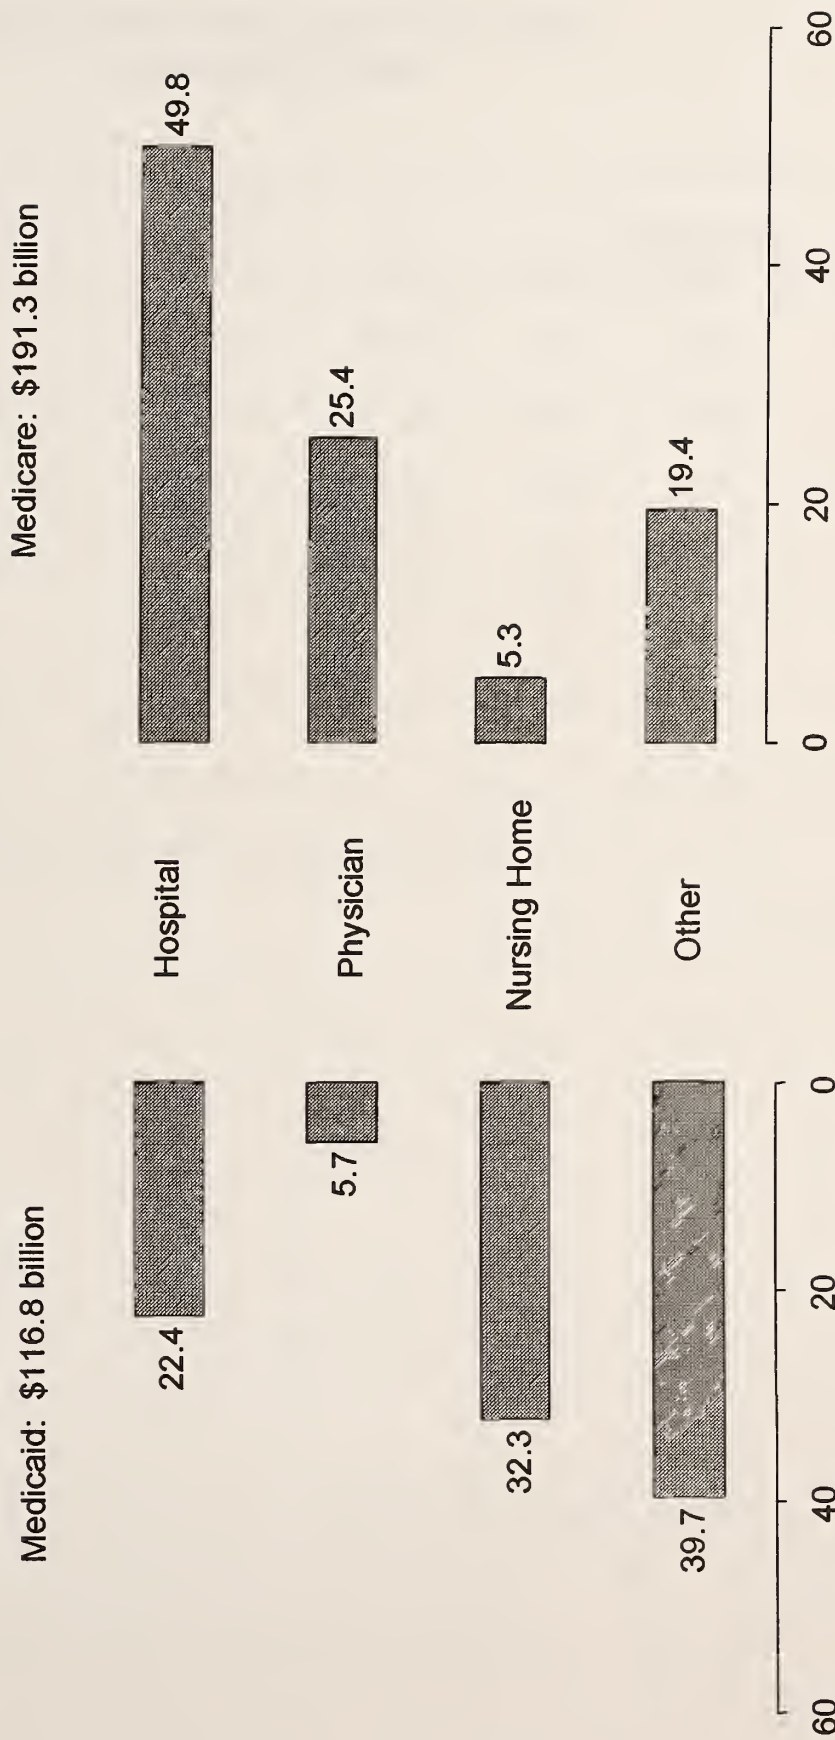 Medicaid: $116.8 billion
Medicare: $191.3 billion
22.4
Hospital
49.8
5.7
Physician
25.4
32.3
Nursing Home
5.3
39.7
Other
19.4
60 40 20 0
0 20 40 60